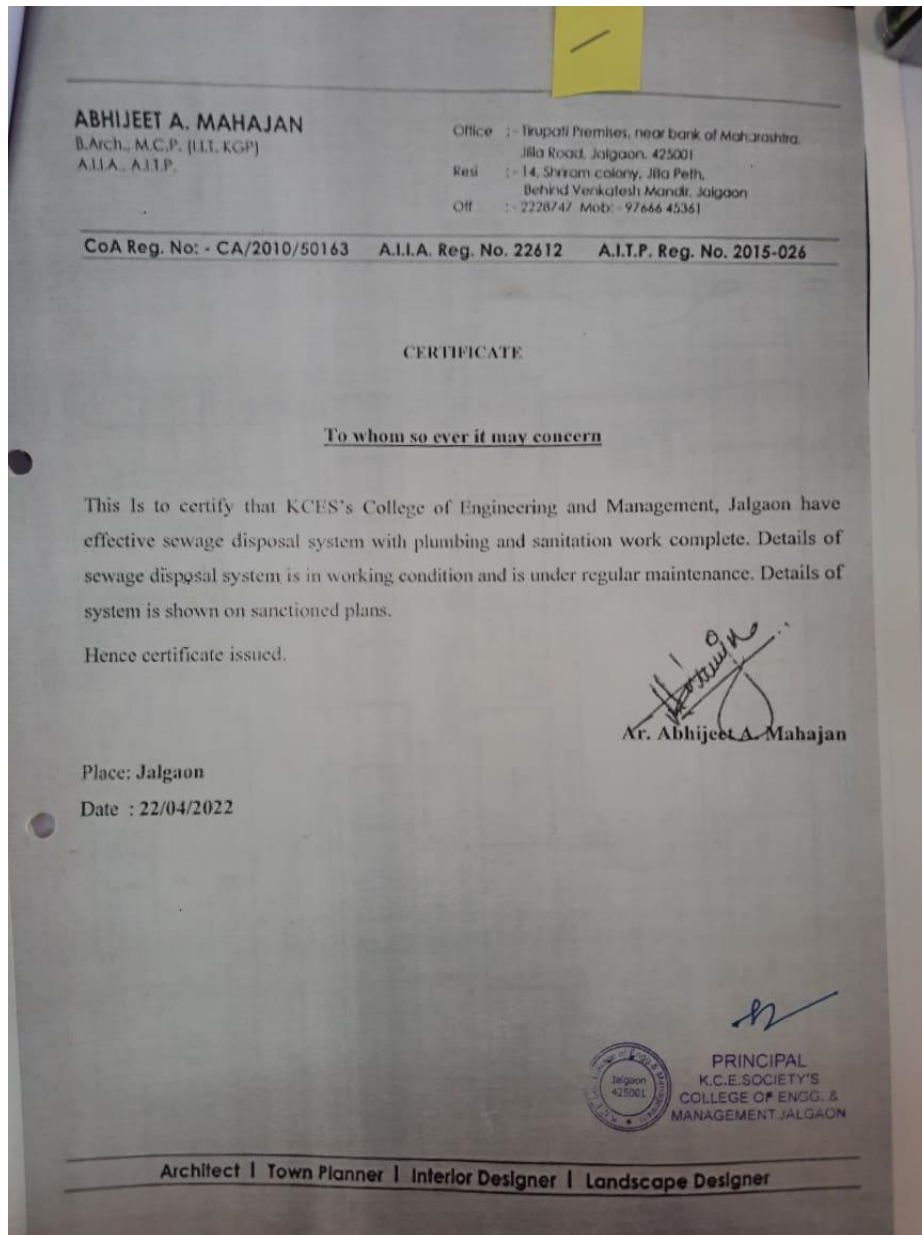 ABHIJEET A. MAHAJAN
B.Arch., M.C.P. (I.I.T. KGP)
A.I.I.A., A.I.T.P.
Office :- Tirupati Premises, near bank of Maharashtra,
Jilla Road, Jalgaon. 425001
Resi :- 14, Shriram colony, Jilla Peth,
Behind Venkatesh Mandir, Jalgaon
Off :- 2228747 Mob:- 97666 45361
CoA Reg. No: - CA/2010/50163 A.I.I.A. Reg. No. 22612 A.I.T.P. Reg. No. 2015-026
CERTIFICATE
To whom so ever it may concern
This Is to certify that KCES's College of Engineering and Management, Jalgaon have
effective sewage disposal system with plumbing and sanitation work complete. Details of
sewage disposal system is in working condition and is under regular maintenance. Details of
system is shown on sanctioned plans.
Hence certificate issued.
Ar. Abhijeet A. Mahajan
Place: Jalgaon
Date : 22/04/2022
Jalgaon
425001
PRINCIPAL
K.C.E.SOCIETY'S
COLLEGE OF ENGG. &
MANAGEMENT.JALGAON
Architect | Town Planner | Interior Designer | Landscape Designer